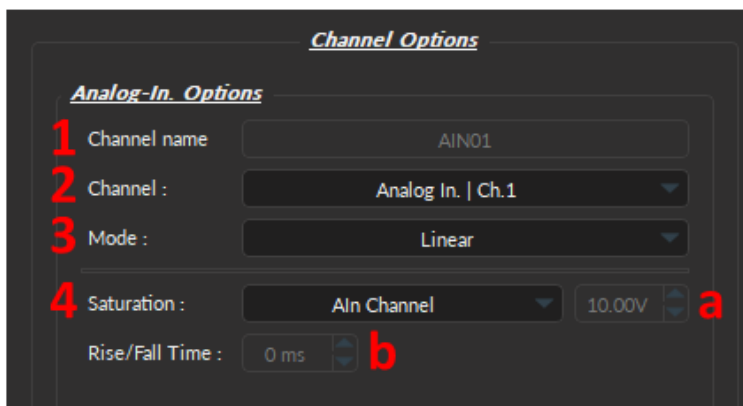 Channel Options
Analog-In. Options
1 Channel name AIN01
2 Channel : Analog In. | Ch.1
3 Mode : Linear
4 Saturation : AIn Channel 10.00V a
Rise/Fall Time : 0 ms b